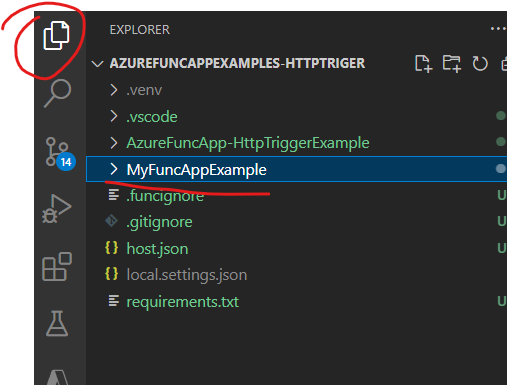 EXPLORER
AZUREFUNCAPPEXAMPLES-HTTPTRIGER
.venv
.vscode
AzureFuncApp-HttpTriggerExample
14
MyFuncAppExample
.funcignore U
.gitignore U
host.json U
local.settings.json
requirements.txt U